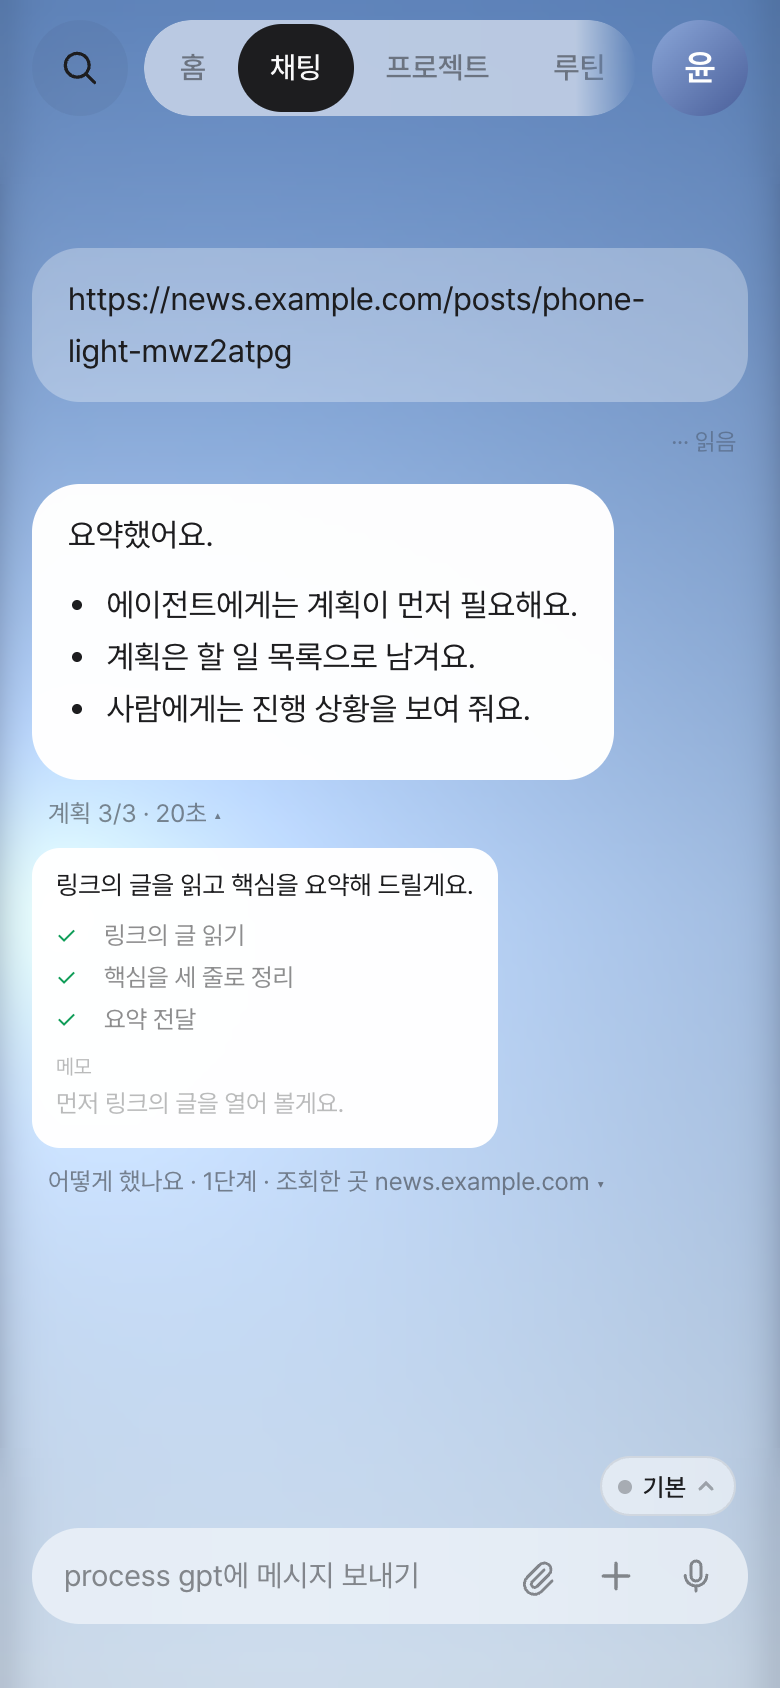 홈
채팅
프로젝트
루틴
윤
https://news.example.com/posts/phone-
light-mwz2atpg
··· 읽음
요약했어요.
• 에이전트에게는 계획이 먼저 필요해요.
• 계획은 할 일 목록으로 남겨요.
• 사람에게는 진행 상황을 보여 줘요.
계획 3/3 · 20초 ▴
링크의 글을 읽고 핵심을 요약해 드릴게요.
✓ 링크의 글 읽기
✓ 핵심을 세 줄로 정리
✓ 요약 전달
메모
먼저 링크의 글을 열어 볼게요.
어떻게 했나요 · 1단계 · 조회한 곳 news.example.com ▾
기본
process gpt에 메시지 보내기